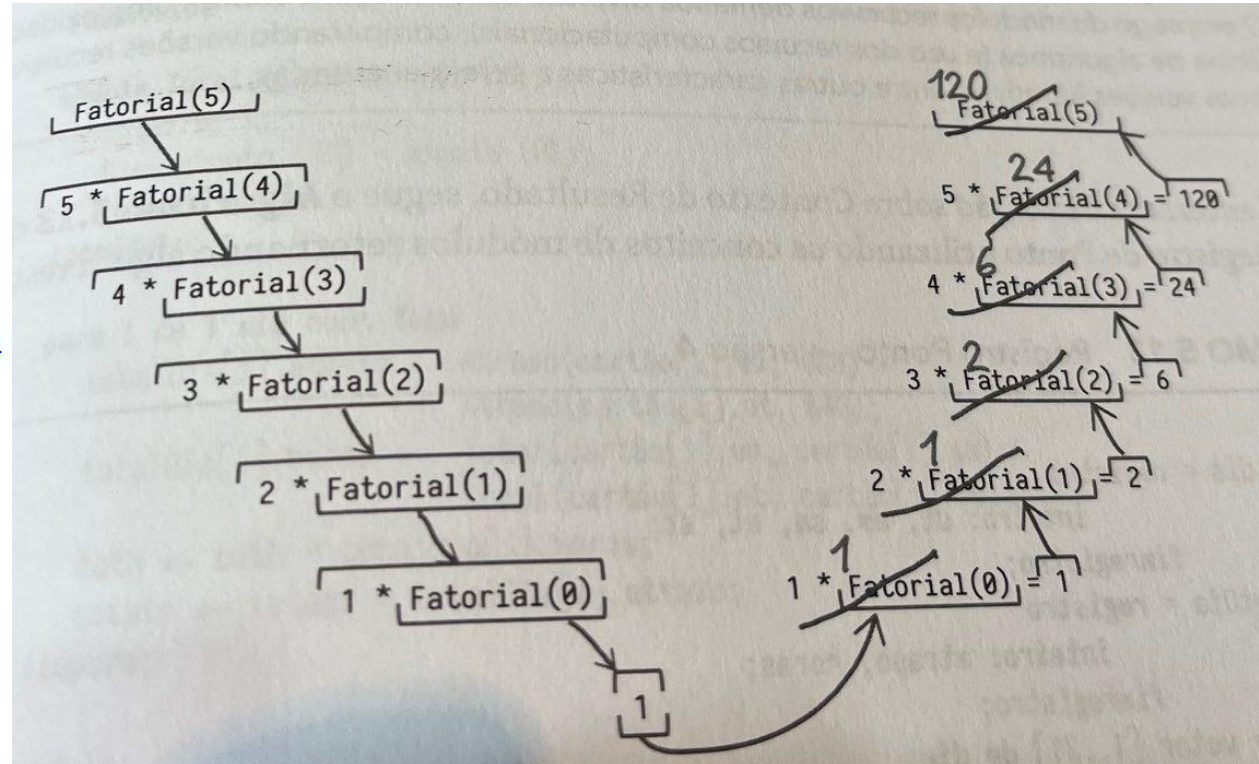 Fatorial(5)
5 * Fatorial(4)
4 * Fatorial(3)
3 * Fatorial(2)
2 * Fatorial(1)
1 * Fatorial(0)
1
120
Fatorial(5)
24
5 * Fatorial(4) = 120
6
4 * Fatorial(3) = 24
2
3 * Fatorial(2) = 6
1
2 * Fatorial(1) = 2
1
1 * Fatorial(0) = 1